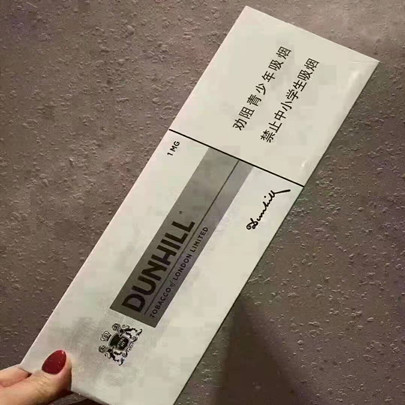 劝阻青少年吸烟
禁止中小学生吸烟
1 MG
DUNHILL
TOBACCO OF LONDON LIMITED
Dunhill